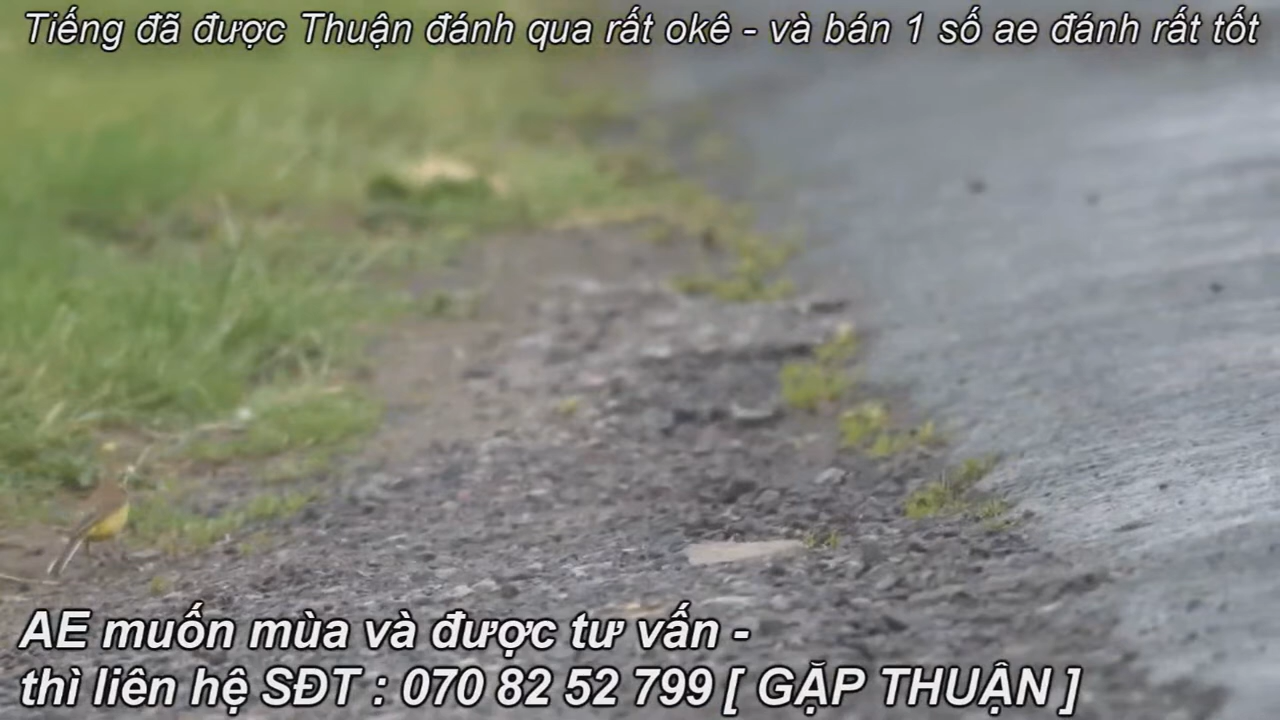 Tiếng đã được Thuận đánh qua rất okê - và bán 1 số ae đánh rất tốt
AE muốn mùa và được tư vấn -
thì liên hệ SĐT : 070 82 52 799 [ GẶP THUẬN ]